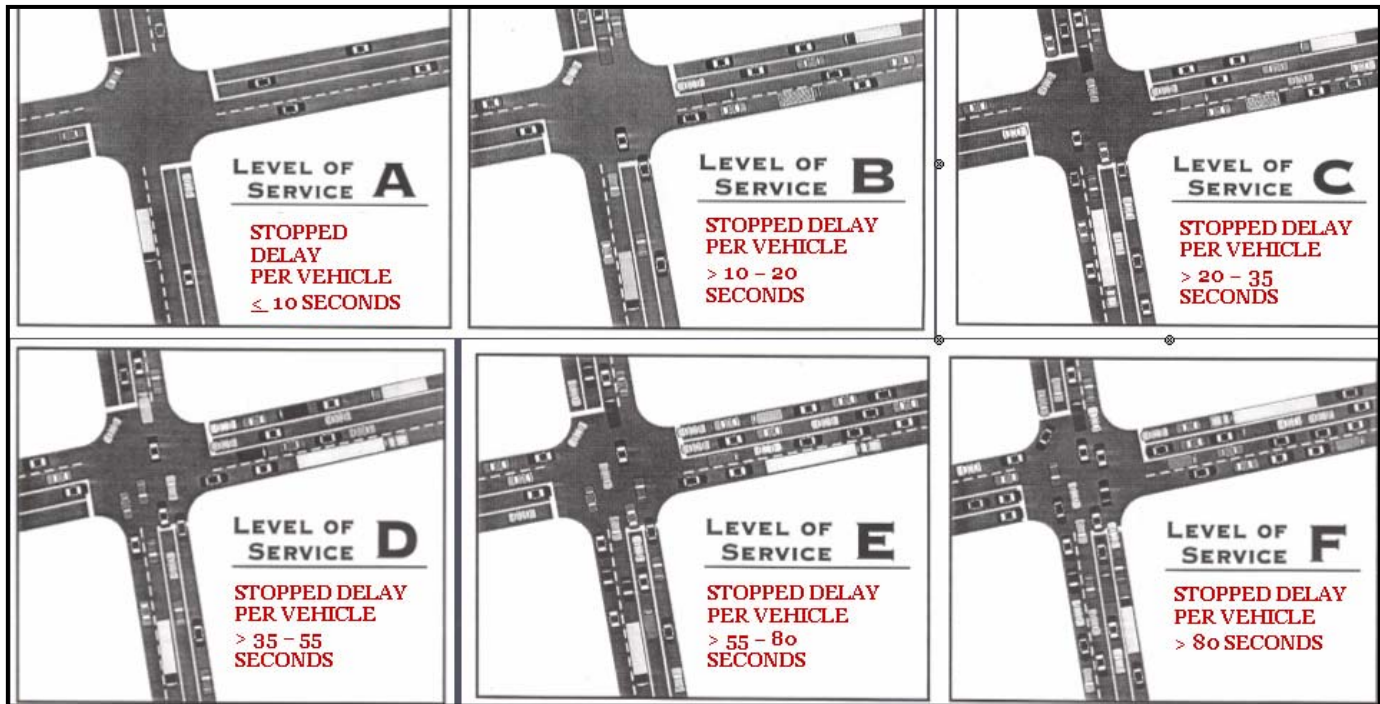 LEVEL OF
SERVICE A
STOPPED
DELAY
PER VEHICLE
≤ 10 SECONDS
LEVEL OF
SERVICE B
STOPPED DELAY
PER VEHICLE
> 10 – 20
SECONDS
LEVEL OF
SERVICE C
STOPPED DELAY
PER VEHICLE
> 20 – 35
SECONDS
LEVEL OF
SERVICE D
STOPPED DELAY
PER VEHICLE
> 35 – 55
SECONDS
LEVEL OF
SERVICE E
STOPPED DELAY
PER VEHICLE
> 55 – 80
SECONDS
LEVEL OF
SERVICE F
STOPPED DELAY
PER VEHICLE
> 80 SECONDS